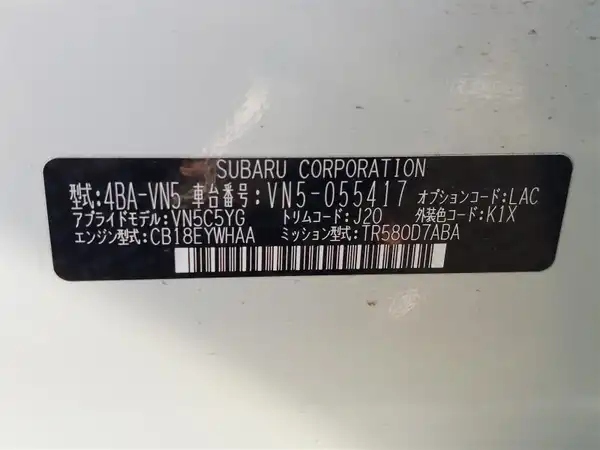 SUBARU CORPORATION
型式:4BA-VN5 車台番号:VN5-055417 オプションコード:LAC
アプライドモデル:VN5C5YG トリムコード:J20 外装色コード:K1X
エンジン型式:CB18EYWHAA ミッション型式:TR580D7ABA